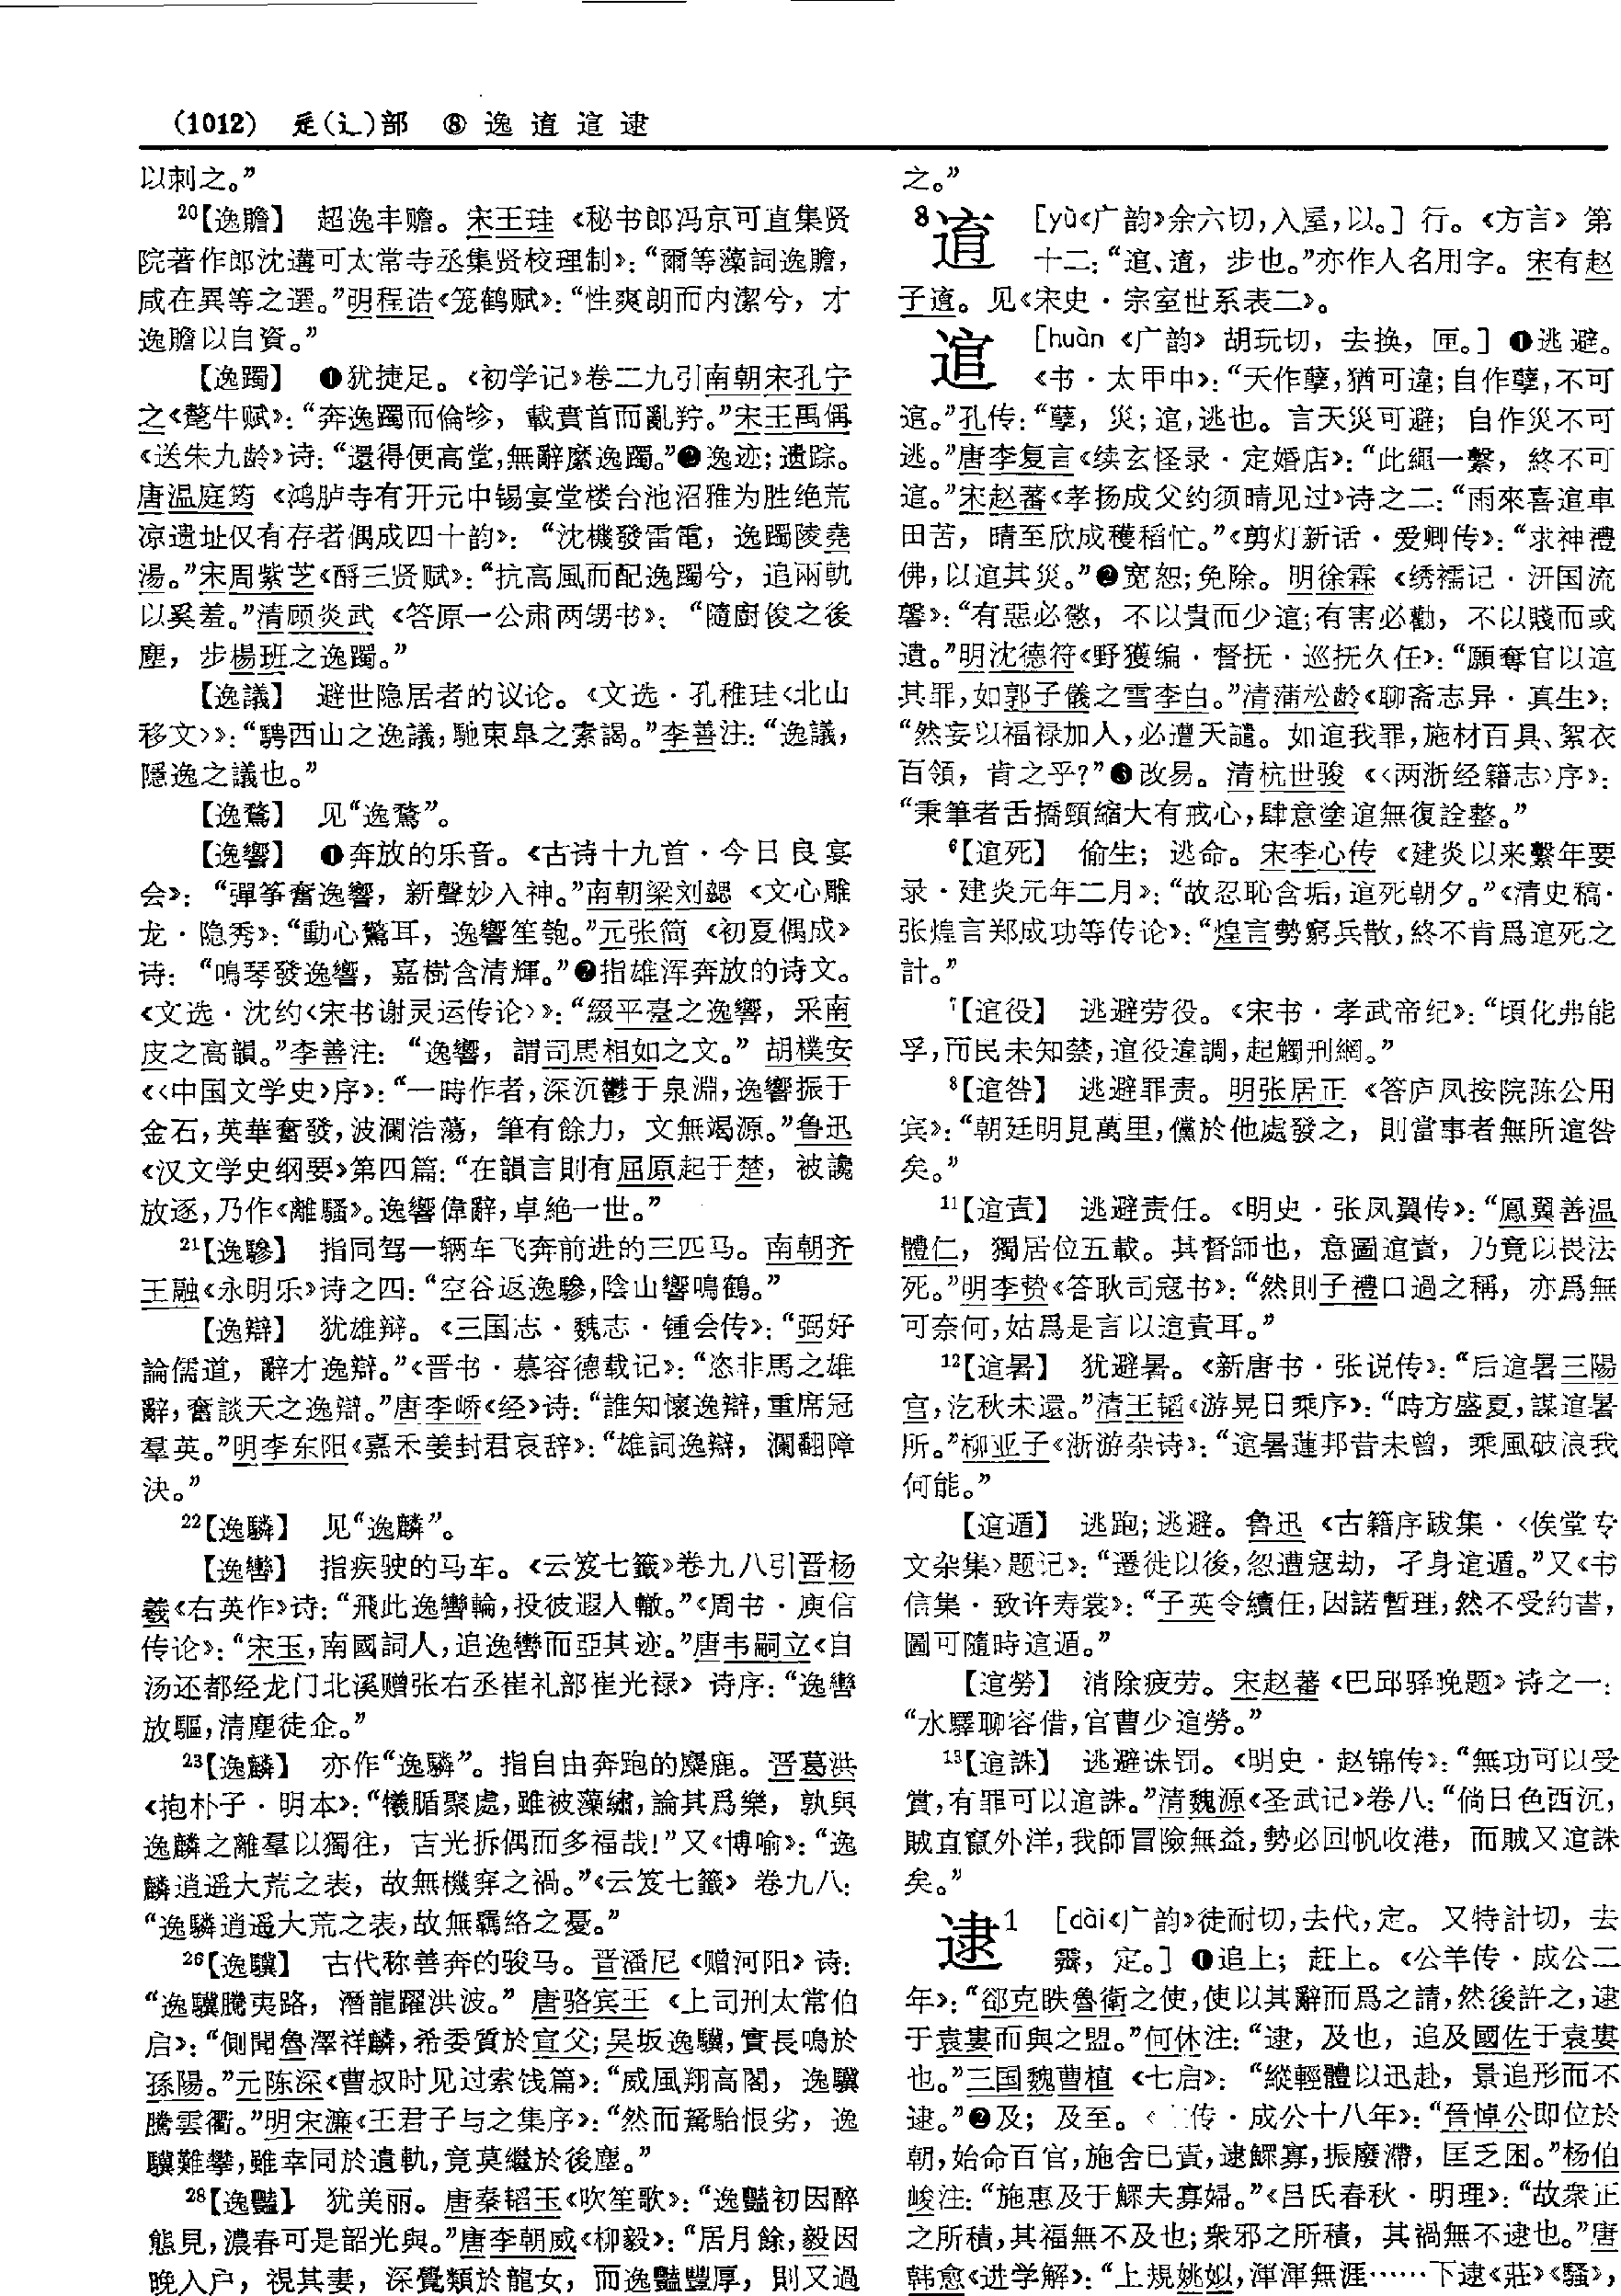 (1012) 辵(辶)部 ⑧ 逸 逳 逭 逮
以刺之。”
²⁰【逸贍】 超逸丰赡。宋王珪《秘书郎冯京可直集贤
院著作郎沈遘可太常寺丞集贤校理制》：“爾等藻詞逸贍，
咸在異等之選。”明程诰《笼鹤赋》：“性爽朗而内潔兮，才
逸贍以自資。”
【逸躅】 ❶犹捷足。《初学记》卷二九引南朝宋孔宁
之《氂牛赋》：“奔逸躅而倫㐱，載賁首而亂羜。”宋王禹偁
《送朱九龄》诗：“還得便高堂，無辭縻逸躅。”❷逸迹；遗踪。
唐温庭筠《鸿胪寺有开元中锡宴堂楼台池沼雅为胜绝荒
凉遗址仅有存者偶成四十韵》：“沈機發雷電，逸躅陵堯
湯。”宋周紫芝《酹三贤赋》：“抗高風而配逸躅兮，追兩軌
以奚羞。”清顾炎武《答原一公肃两甥书》：“隨廚俊之後
塵，步楊班之逸躅。”
【逸議】 避世隐居者的议论。《文选·孔稚珪〈北山
移文〉》：“騁西山之逸議，馳東皋之素謁。”李善注：“逸議，
隱逸之議也。”
【逸鶩】 见“逸騖”。
【逸響】 ❶奔放的乐音。《古诗十九首·今日良宴
会》：“彈筝奮逸響，新聲妙入神。”南朝梁刘勰《文心雕
龙·隐秀》：“動心驚耳，逸響笙匏。”元张简《初夏偶成》
诗：“鳴琴發逸響，嘉樹含清輝。”❷指雄浑奔放的诗文。
《文选·沈约〈宋书谢灵运传论〉》：“綴平臺之逸響，采南
皮之高韻。”李善注：“逸響，謂司馬相如之文。”胡樸安
《〈中国文学史〉序》：“一時作者，深沉鬱于泉淵，逸響振于
金石，英華奮發，波瀾浩蕩，筆有餘力，文無竭源。”鲁迅
《汉文学史纲要》第四篇：“在韻言則有屈原起于楚，被讒
放逐，乃作《離騷》。逸響偉辭，卓絶一世。”
²¹【逸驂】 指同驾一辆车飞奔前进的三匹马。南朝齐
王融《永明乐》诗之四：“空谷返逸驂，陰山響鳴鶴。”
【逸辯】 犹雄辩。《三国志·魏志·锺会传》：“弼好
論儒道，辭才逸辯。”《晋书·慕容德载记》：“恣非馬之雄
辭，奮談天之逸辯。”唐李峤《经》诗：“誰知懷逸辯，重席冠
羣英。”明李东阳《嘉禾姜封君哀辞》：“雄詞逸辯，瀾翻障
決。”
²²【逸驎】 见“逸麟”。
【逸轡】 指疾驶的马车。《云笈七籤》卷九八引晋杨
羲《右英作》诗：“飛此逸轡輪，投彼遐人轍。”《周书·庾信
传论》：“宋玉，南國詞人，追逸轡而亞其迹。”唐韦嗣立《自
汤还都经龙门北溪赠张右丞崔礼部崔光禄》诗序：“逸轡
放驅，清塵徒企。”
²³【逸麟】 亦作“逸驎”。指自由奔跑的麋鹿。晋葛洪
《抱朴子·明本》：“犧腯聚處，雖被藻繡，論其爲樂，孰與
逸麟之離羣以獨往，吉光拆偶而多福哉！”又《博喻》：“逸
麟逍遥大荒之表，故無機穽之禍。”《云笈七籤》卷九八：
“逸驎逍遥大荒之表，故無羈絡之憂。”
²⁶【逸驥】 古代称善奔的骏马。晋潘尼《赠河阳》诗：
“逸驥騰夷路，潛龍躍洪波。”唐骆宾王《上司刑太常伯
启》：“側聞魯澤祥麟，希委質於宣父；吴坂逸驥，實長鳴於
孫陽。”元陈深《曹叔时见过索饯篇》：“威風翔高閣，逸驥
騰雲衢。”明宋濂《王君子与之集序》：“然而駑駘恨劣，逸
驥難攀，雖幸同於遺軌，竟莫繼於後塵。”
²⁸【逸豔】 犹美丽。唐秦韬玉《吹笙歌》：“逸豔初因醉
態見，濃春可是韶光與。”唐李朝威《柳毅》：“居月餘，毅因
晚入户，視其妻，深覺類於龍女，而逸豔豐厚，則又過
之。”
⁸逳 [yù《广韵》余六切，入屋，以。] 行。《方言》第
十二：“逭、逳，步也。”亦作人名用字。宋有赵
子逳。见《宋史·宗室世系表二》。
逭 [huàn《广韵》胡玩切，去换，匣。] ❶逃避。
《书·太甲中》：“天作孽，猶可違；自作孽，不可
逭。”孔传：“孽，災；逭，逃也。言天災可避；自作災不可
逃。”唐李复言《续玄怪录·定婚店》：“此繩一繫，終不可
逭。”宋赵蕃《孝扬成父约须晴见过》诗之二：“雨來喜逭車
田苦，晴至欣成穫稻忙。”《剪灯新话·爱卿传》：“求神禮
佛，以逭其災。”❷宽恕；免除。明徐霖《绣襦记·汧国流
馨》：“有惡必懲，不以貴而少逭；有害必勸，不以賤而或
遺。”明沈德符《野獲编·督抚·巡抚久任》：“願奪官以逭
其罪，如郭子儀之雪李白。”清蒲松龄《聊斋志异·真生》：
“然妄以福禄加人，必遭天譴。如逭我罪，施材百具、絮衣
百領，肯之乎？”❸改易。清杭世骏《〈两浙经籍志〉序》：
“秉筆者舌撟頸縮大有戒心，肆意塗逭無復詮整。”
⁶【逭死】 偷生；逃命。宋李心传《建炎以来繫年要
录·建炎元年二月》：“故忍恥含垢，逭死朝夕。”《清史稿·
张煌言郑成功等传论》：“煌言勢窮兵散，終不肯爲逭死之
計。”
⁷【逭役】 逃避劳役。《宋书·孝武帝纪》：“頃化弗能
孚，而民未知禁，逭役違調，起觸刑網。”
⁸【逭咎】 逃避罪责。明张居正《答庐凤按院陈公用
宾》：“朝廷明見萬里，儻於他處發之，則當事者無所逭咎
矣。”
¹¹【逭責】 逃避责任。《明史·张凤翼传》：“鳳翼善温
體仁，獨居位五載。其督師也，意圖逭責，乃竟以畏法
死。”明李贽《答耿司寇书》：“然則子禮口過之稱，亦爲無
可奈何，姑爲是言以逭責耳。”
¹²【逭暑】 犹避暑。《新唐书·张说传》：“后逭暑三陽
宫，汔秋未還。”清王韬《游晃日乘序》：“時方盛夏，謀逭暑
所。”柳亚子《浙游杂诗》：“逭暑蓮邦昔未曾，乘風破浪我
何能。”
【逭遁】 逃跑；逃避。鲁迅《古籍序跋集·〈俟堂专
文杂集〉题记》：“遷徙以後，忽遭寇劫，孑身逭遁。”又《书
信集·致许寿裳》：“子英令續任，因諾暫理，然不受約書，
圖可隨時逭遁。”
【逭勞】 消除疲劳。宋赵蕃《巴邱驿晚题》诗之一：
“水驛聊容借，官曹少逭勞。”
¹³【逭誅】 逃避诛罚。《明史·赵锦传》：“無功可以受
賞，有罪可以逭誅。”清魏源《圣武记》卷八：“倘日色西沉，
賊直竄外洋，我師冒險無益，勢必回帆收港，而賊又逭誅
矣。”
逮¹ [dài《广韵》徒耐切，去代，定。又特計切，去
霽，定。] ❶追上；赶上。《公羊传·成公二
年》：“郤克眣魯衛之使，使以其辭而爲之請，然後許之，逮
于袁婁而與之盟。”何休注：“逮，及也，追及國佐于袁婁
也。”三国魏曹植《七启》：“縱輕體以迅赴，景追形而不
逮。”❷及；及至。《传·成公十八年》：“晉悼公即位於
朝，始命百官，施舍已責，逮鰥寡，振廢滯，匡乏困。”杨伯
峻注：“施惠及于鰥夫寡婦。”《吕氏春秋·明理》：“故衆正
之所積，其福無不及也；衆邪之所積，其禍無不逮也。”唐
韩愈《进学解》：“上規姚姒，渾渾無涯……下逮《莊》《騷》，